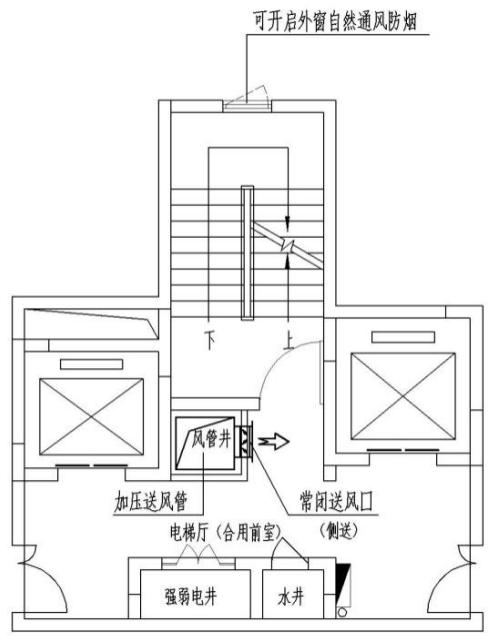 可开启外窗自然通风防烟
下
上
风管井
加压送风管
常闭送风口
(侧送)
电梯厅(合用前室)
强弱电井
水井